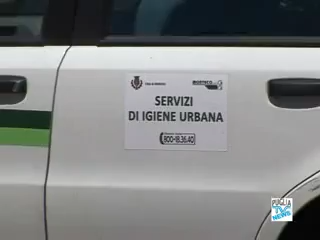 SERVIZI
DI IGIENE URBANA
800-18.36.40
PUGLIA
NEWS